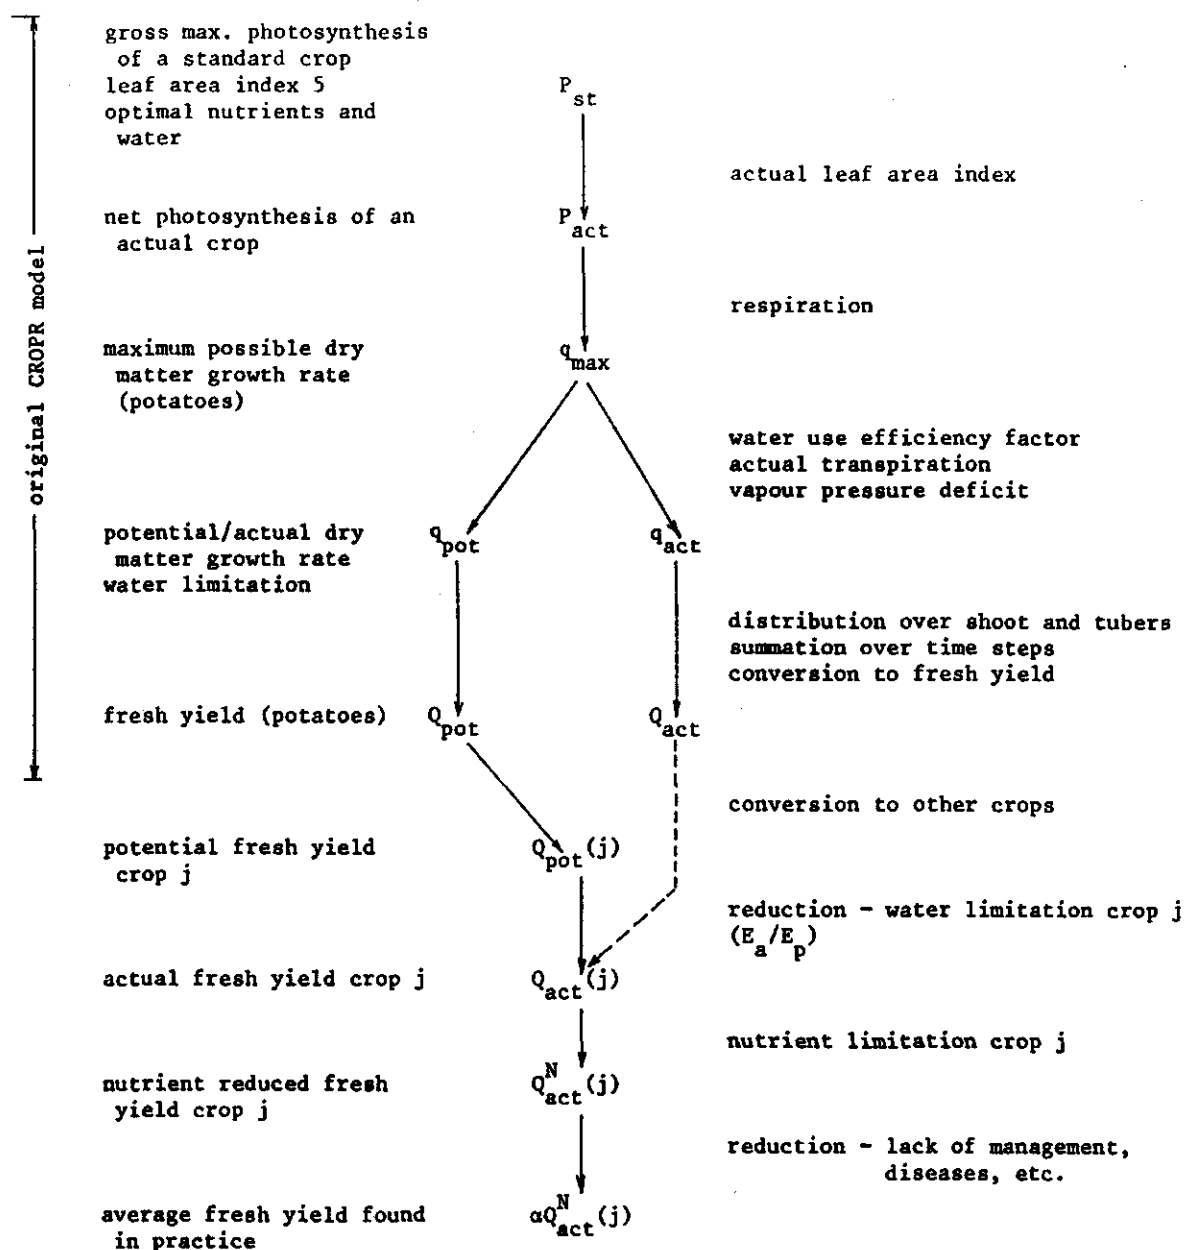 gross max. photosynthesis
of a standard crop
leaf area index 5
optimal nutrients and
water
P_st
actual leaf area index
net photosynthesis of an
actual crop
P_act
respiration
original CROPR model
maximum possible dry
matter growth rate
(potatoes)
q_max
water use efficiency factor
actual transpiration
vapour pressure deficit
potential/actual dry
matter growth rate
water limitation
q_pot
q_act
distribution over shoot and tubers
summation over time steps
conversion to fresh yield
fresh yield (potatoes)
Q_pot
Q_act
conversion to other crops
potential fresh yield
crop j
Q_pot(j)
reduction - water limitation crop j
(E_a/E_p)
actual fresh yield crop j
Q_act(j)
nutrient limitation crop j
nutrient reduced fresh
yield crop j
Q^N_act(j)
reduction - lack of management,
diseases, etc.
average fresh yield found
in practice
αQ^N_act(j)